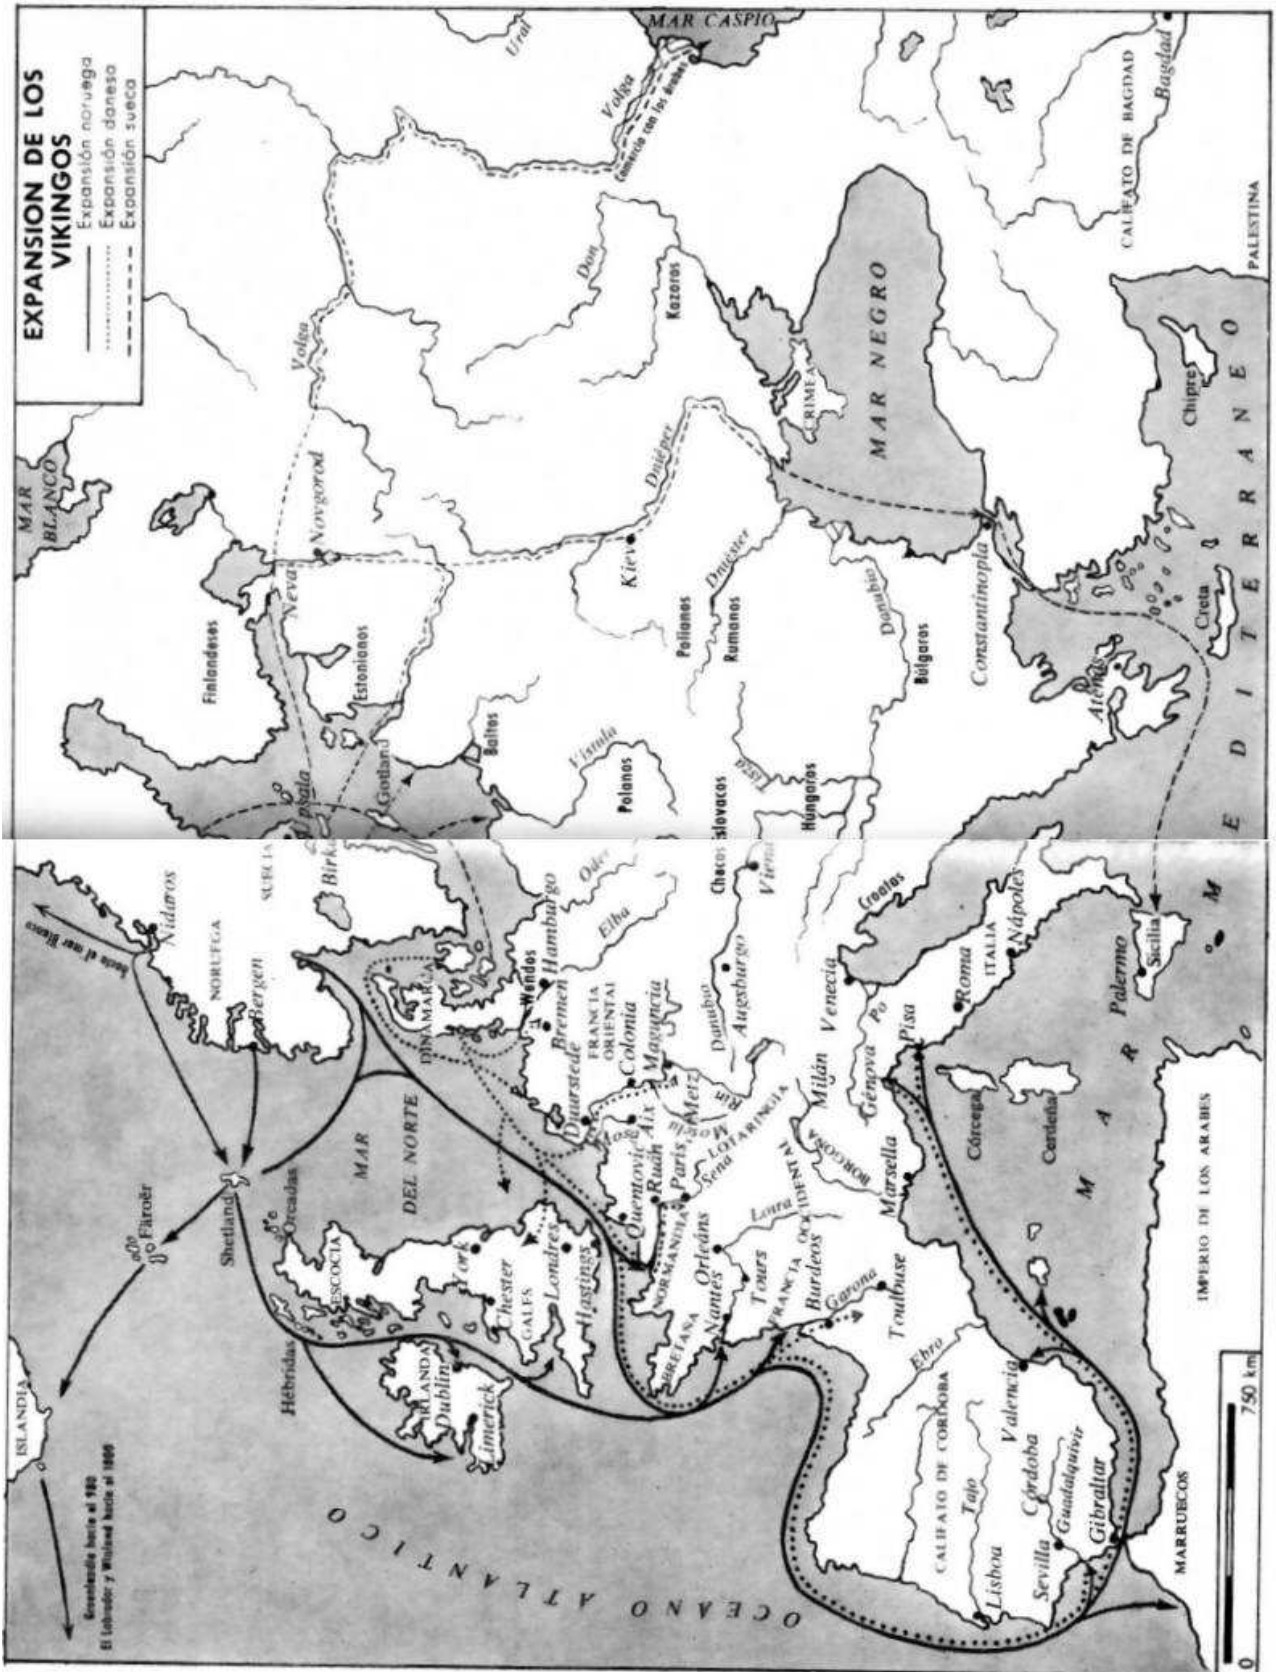 EXPANSION DE LOS
VIKINGOS
Expansión noruega
Expansión danesa
Expansión sueca
ISLANDIA
Groenlandia hacia el 980
El Labrador y Winland hacia el 1000
Färoër
Shetland
Orcadas
Hébridas
hacia el mar Blanco
Nidaros
NORUEGA
Bergen
SUECIA
Birka
Gotland
MAR
BLANCO
Finlandeses
Neva
Novgorod
Estonianos
Baltos
Volga
Volga
Ural
MAR CASPIO
Comercio con los árabes
Don
Kazaros
Dniéper
Kiev
Dniéster
Polianos
Rumanos
CRIMEA
MAR NEGRO
Danubio
Búlgaros
Constantinopla
Atenas
Creta
Chipre
PALESTINA
CALIFATO DE BAGDAD
Bagdad
MAR MEDITERRANEO
Vístula
Polanos
Oder
Elba
Checos
slovacos
Tisza
Húngaros
Viena
Croatas
MAR
DEL NORTE
DINAMARCA
Wendos
Hamburgo
Bremen
Duurstede
FRANCIA
ORIENTAL
Colonia
Maguncia
Aix
Mosa
Metz
Mosela
Rin
LOTARINGIA
Danubio
Augsburgo
ESCOCIA
IRLANDA
Dublín
Limerick
York
Chester
GALES
Londres
Hastings
Quentovic
Ruán
París
Sena
NORMANDIA
BRETAÑA
Nantes
Orleáns
Tours
Loira
FRANCIA OCCIDENTAL
Burdeos
Garona
Toulouse
BORGOÑA
Marsella
Milán
Génova
Venecia
Po
Pisa
Roma
ITALIA
Nápoles
Córcega
Cerdeña
Palermo
Sicilia
OCEANO ATLANTICO
Ebro
CALIFATO DE CORDOBA
Tajo
Lisboa
Valencia
Córdoba
Guadalquivir
Sevilla
Gibraltar
MARRUECOS
IMPERIO DE LOS ARABES
0
750 km